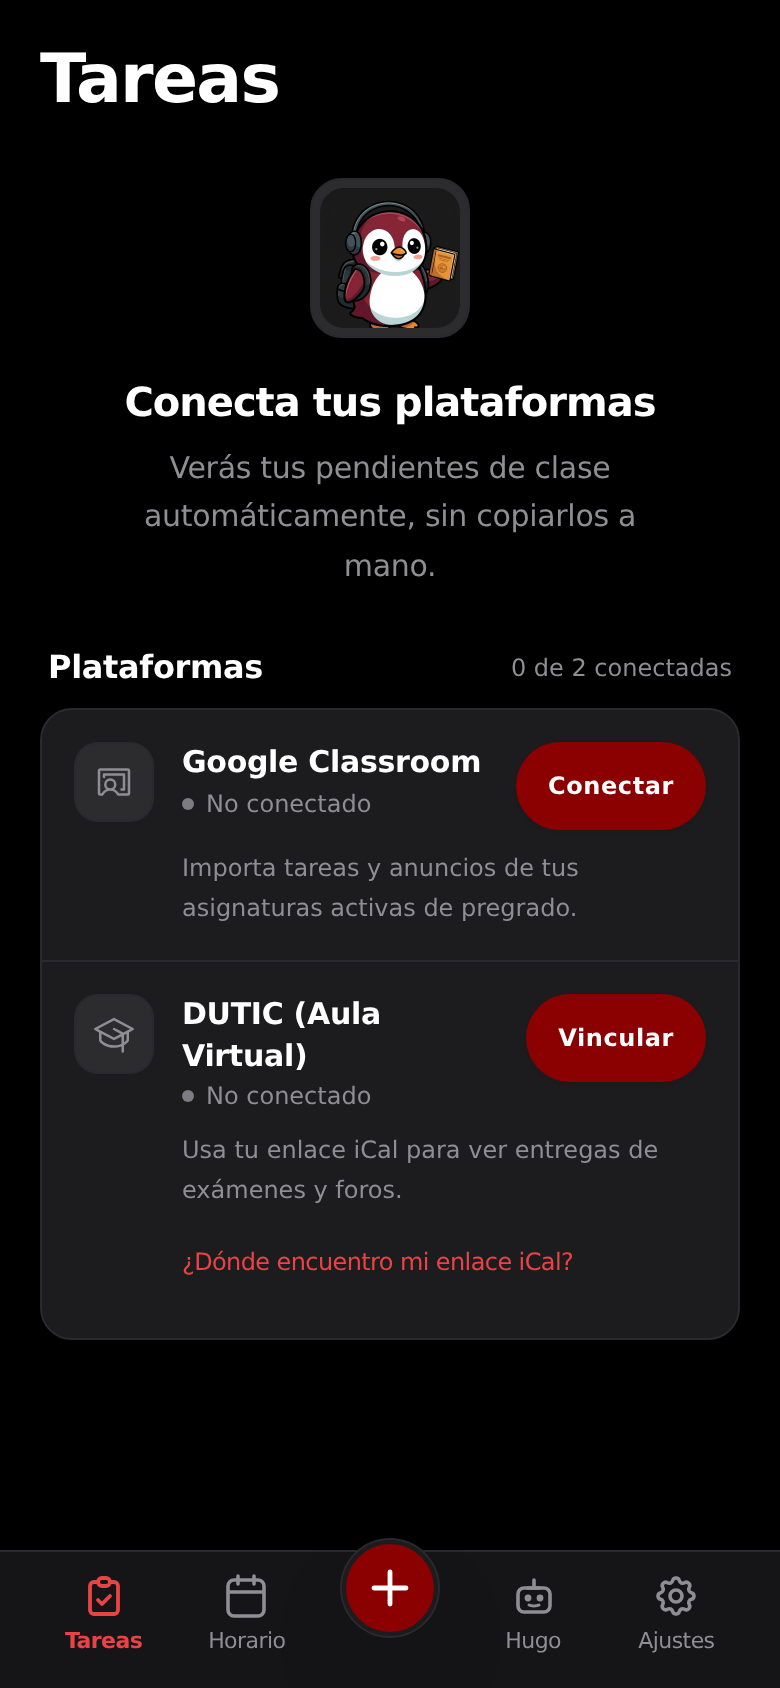 Tareas
Conecta tus plataformas
Verás tus pendientes de clase
automáticamente, sin copiarlos a
mano.
Plataformas
0 de 2 conectadas
Google Classroom
No conectado
Conectar
Importa tareas y anuncios de tus
asignaturas activas de pregrado.
DUTIC (Aula
Virtual)
No conectado
Vincular
Usa tu enlace iCal para ver entregas de
exámenes y foros.
¿Dónde encuentro mi enlace iCal?
Tareas
Horario
Hugo
Ajustes